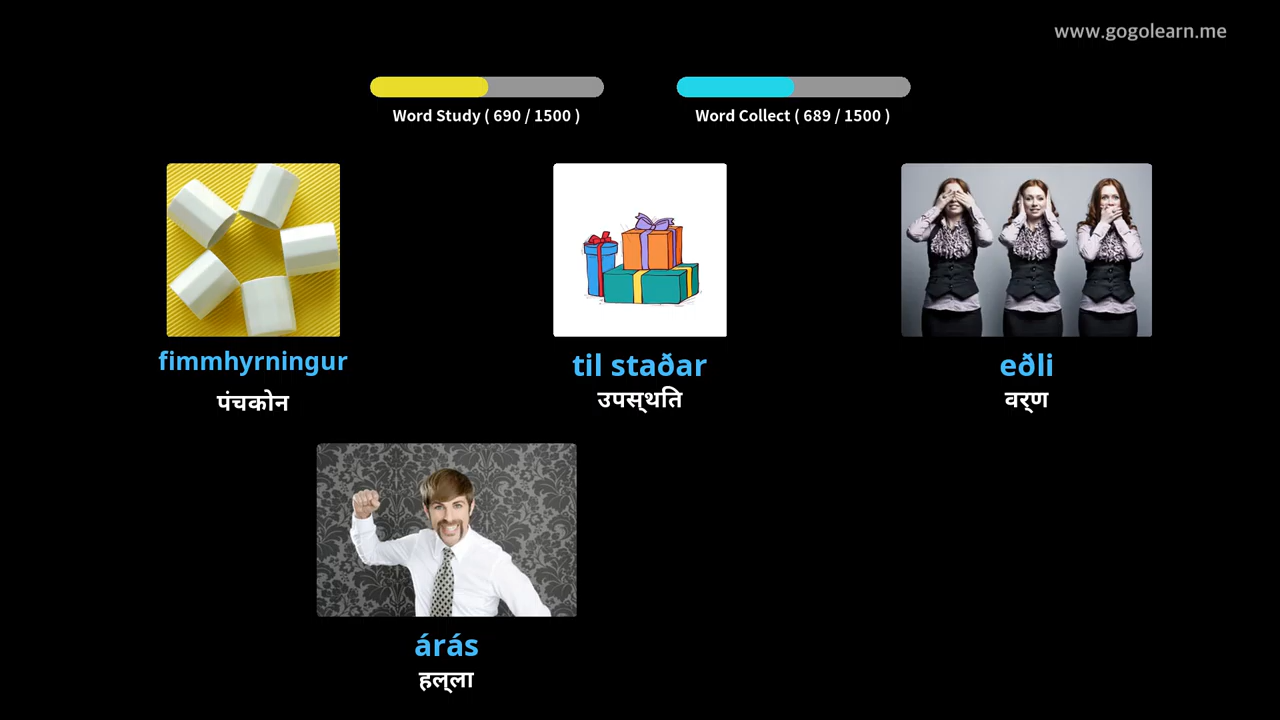 www.gogolearn.me
Word Study ( 690 / 1500 )
Word Collect ( 689 / 1500 )
fimmhyrningur
पंचकोन
til staðar
उपस्थति
eðli
वर्ण
árás
हल्ला